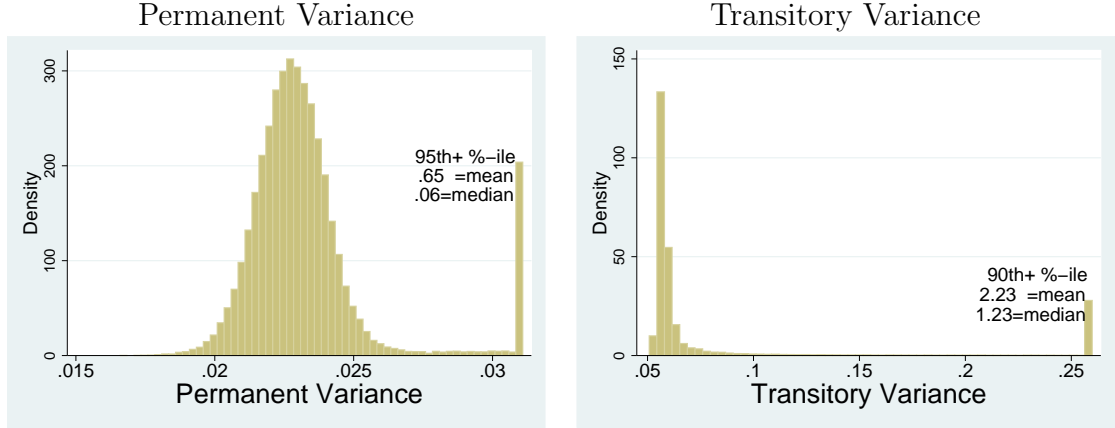 Permanent Variance
300
200
100
0
Density
95th+ %−ile
.65 =mean
.06=median
.015
.02
.025
.03
Permanent Variance
Transitory Variance
150
100
50
0
Density
90th+ %−ile
2.23 =mean
1.23=median
.05
.1
.15
.2
.25
Transitory Variance